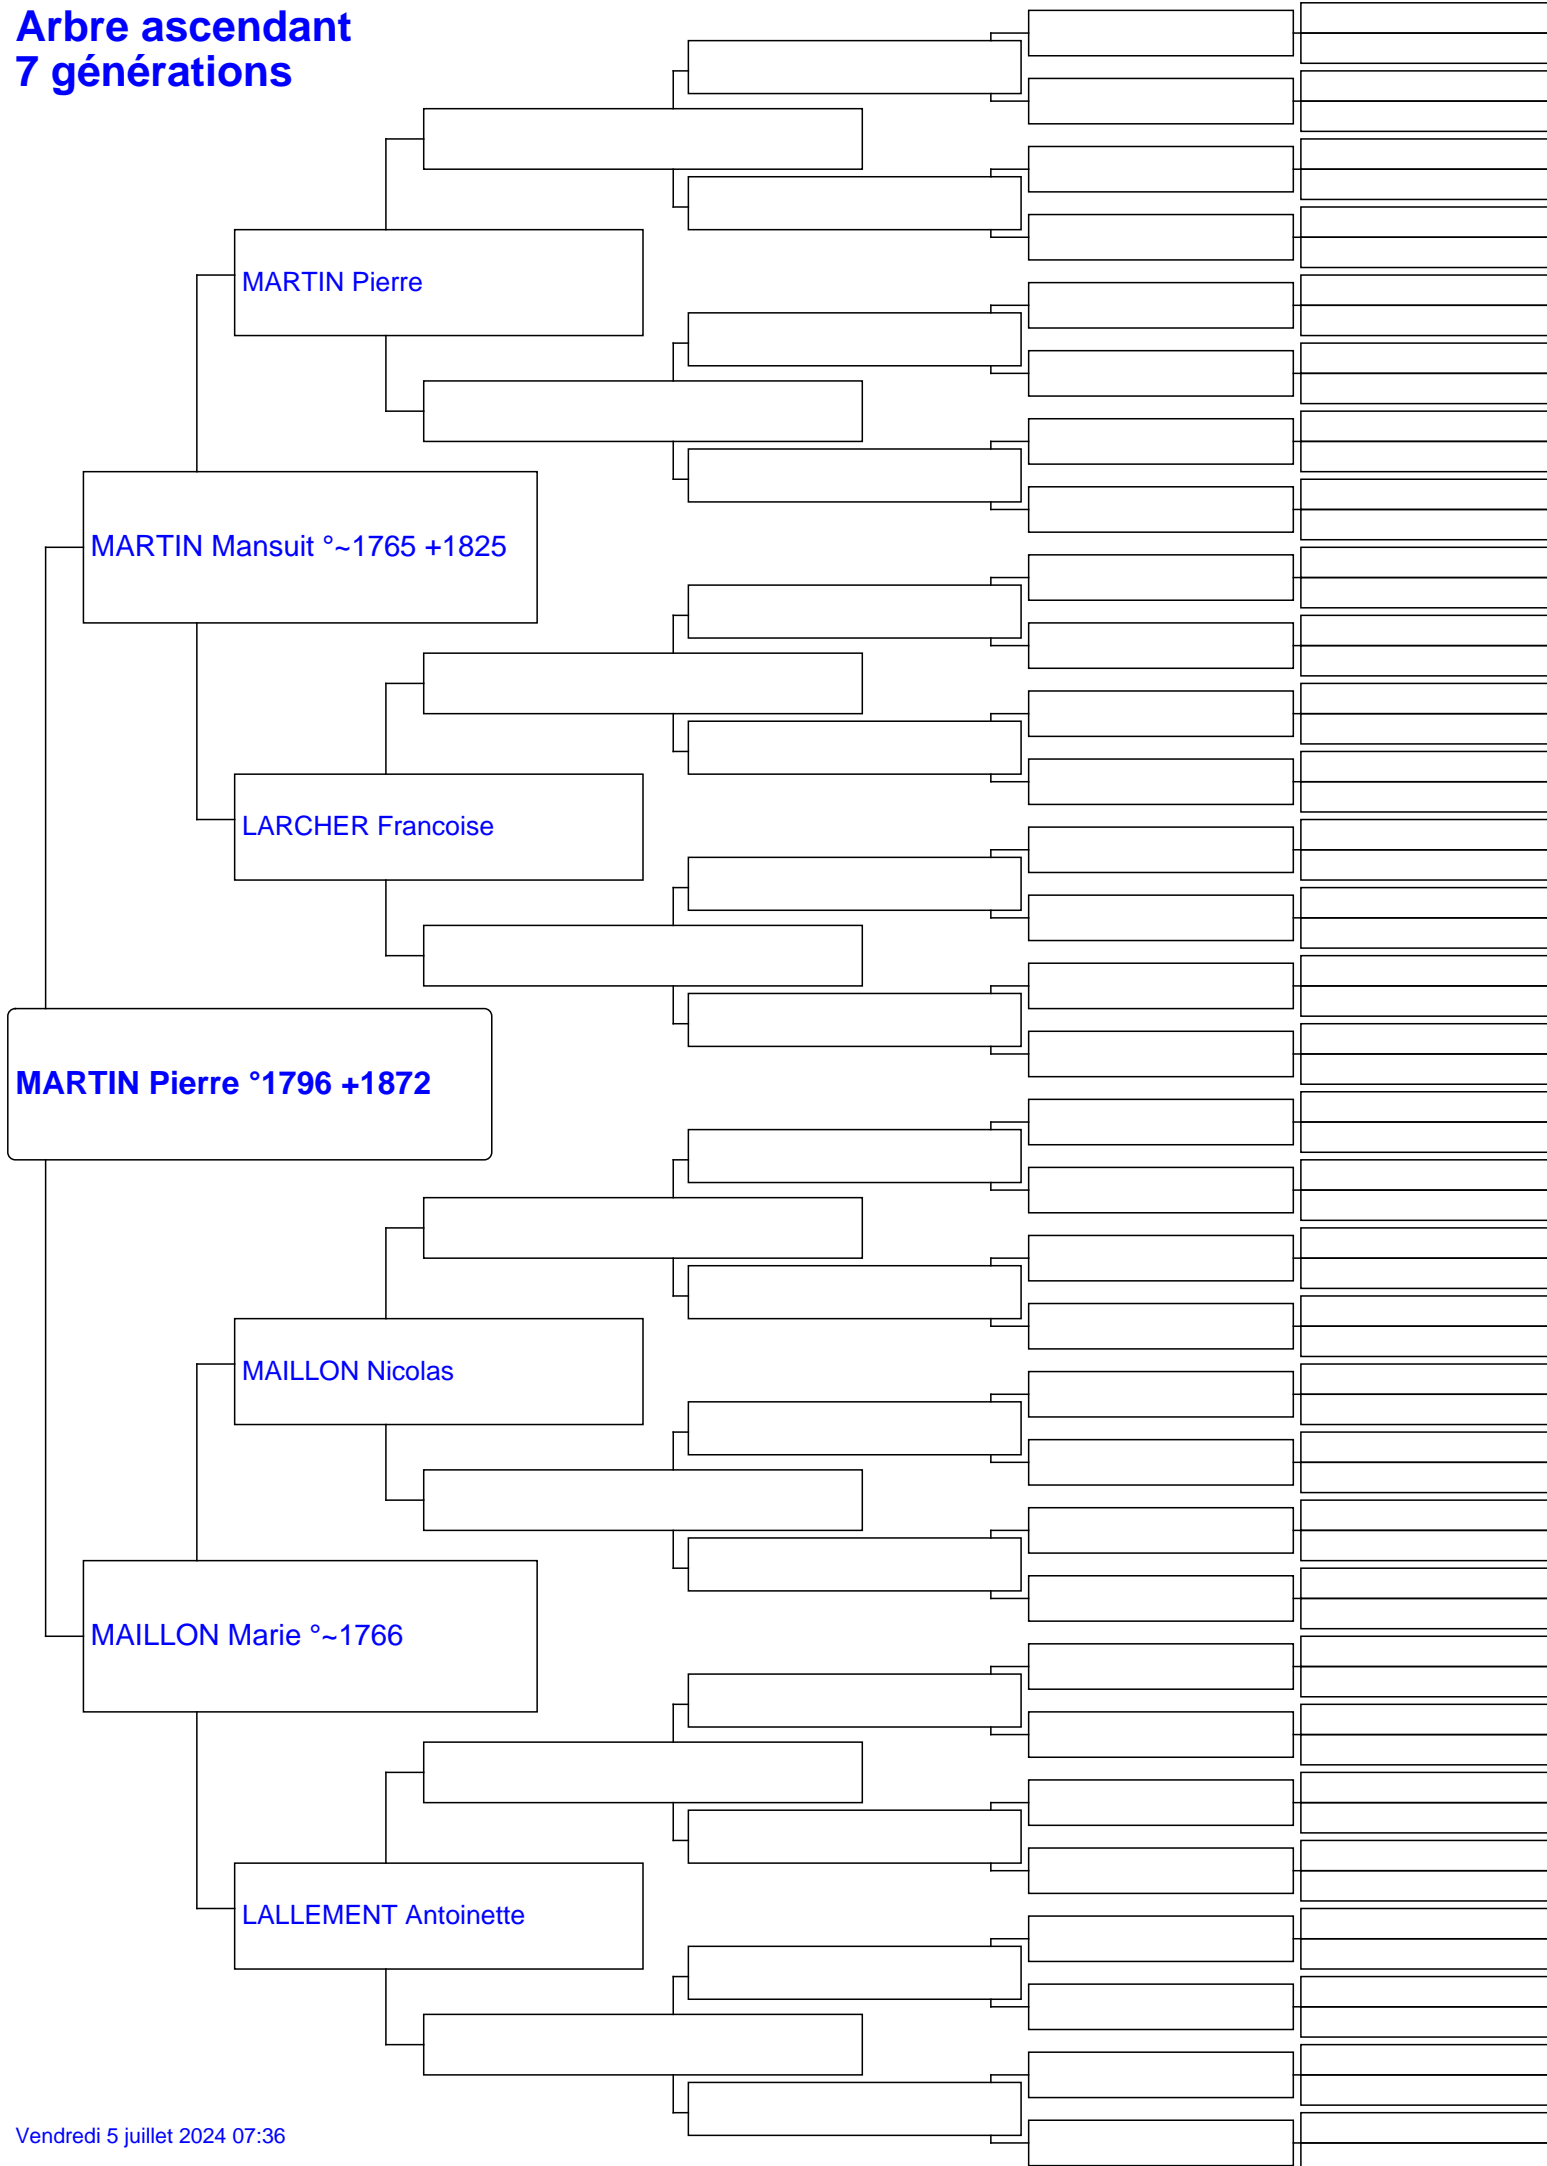 Arbre ascendant
7 générations
MARTIN Pierre
MARTIN Mansuit °~1765 +1825
LARCHER Francoise
MARTIN Pierre °1796 +1872
MAILLON Nicolas
MAILLON Marie °~1766
LALLEMENT Antoinette
Vendredi 5 juillet 2024 07:36